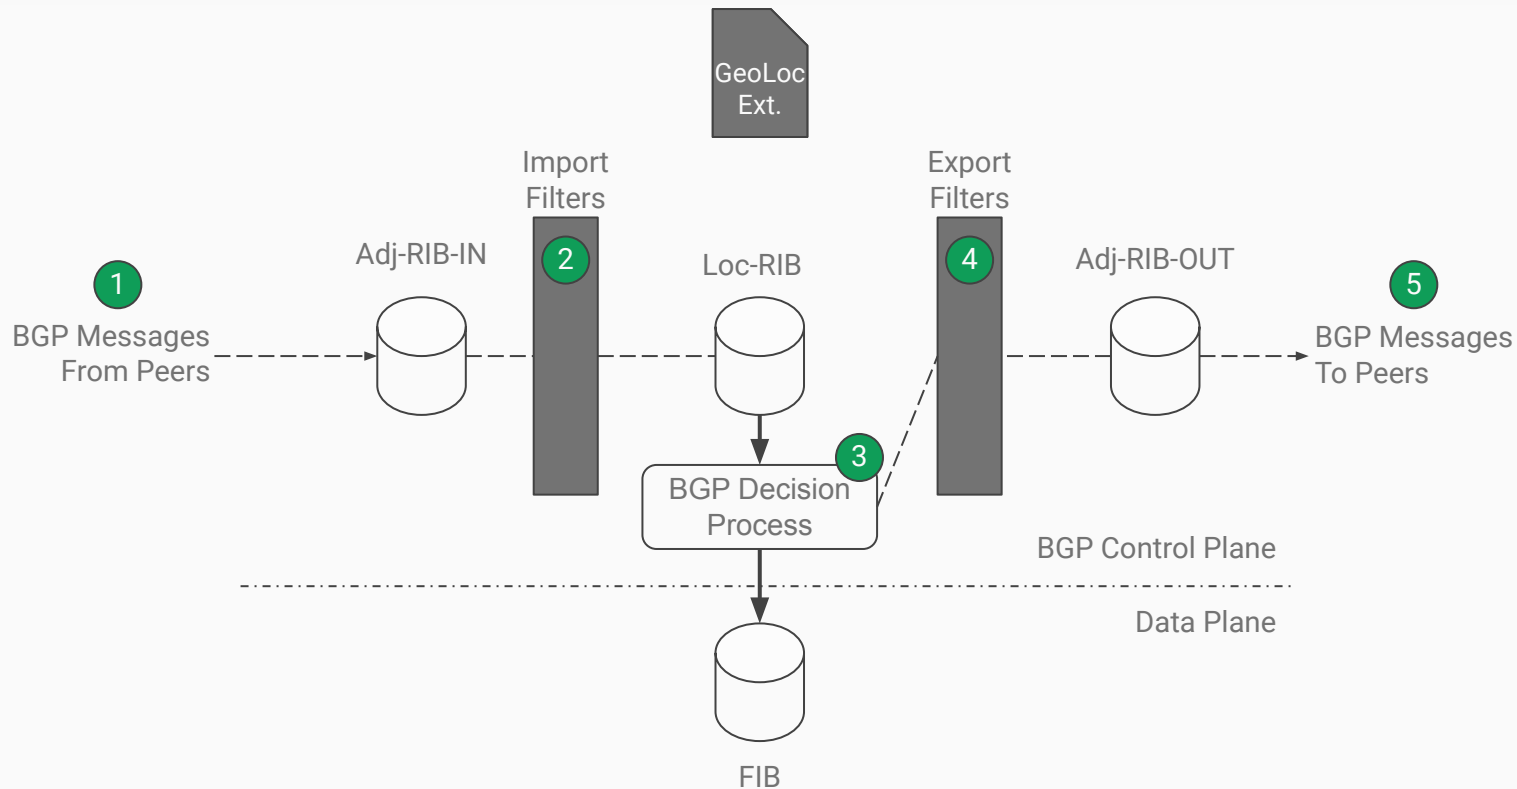 GeoLoc
Ext.
Import
Filters
Export
Filters
Adj-RIB-IN
2
Loc-RIB
4
Adj-RIB-OUT
1
5
BGP Messages
From Peers
BGP Messages
To Peers
3
BGP Decision
Process
BGP Control Plane
Data Plane
FIB